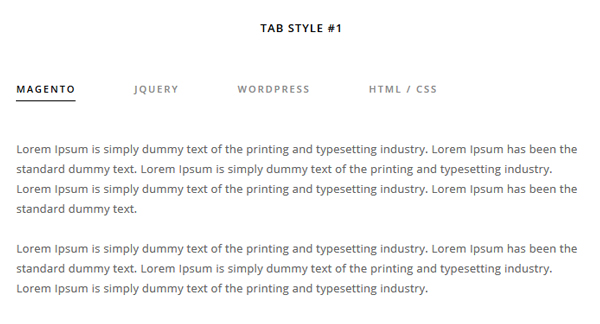 TAB STYLE #1
MAGENTO JQUERY WORDPRESS HTML / CSS
Lorem Ipsum is simply dummy text of the printing and typesetting industry. Lorem Ipsum has been the
standard dummy text. Lorem Ipsum is simply dummy text of the printing and typesetting industry.
Lorem Ipsum is simply dummy text of the printing and typesetting industry. Lorem Ipsum has been the
standard dummy text.
Lorem Ipsum is simply dummy text of the printing and typesetting industry. Lorem Ipsum has been the
standard dummy text. Lorem Ipsum is simply dummy text of the printing and typesetting industry.
Lorem Ipsum is simply dummy text of the printing and typesetting industry.